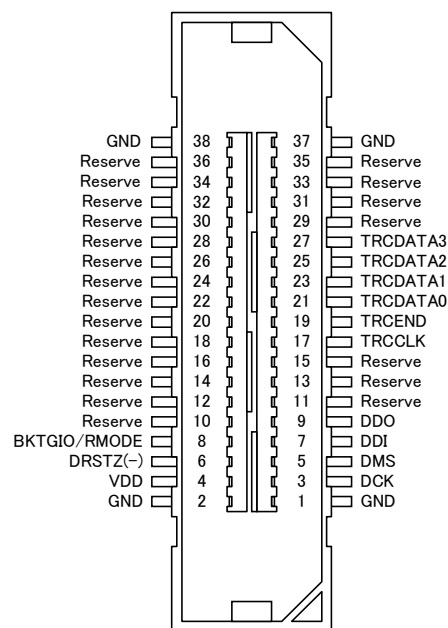 GND 38 37 GND
Reserve 36 35 Reserve
Reserve 34 33 Reserve
Reserve 32 31 Reserve
Reserve 30 29 Reserve
Reserve 28 27 TRCDATA3
Reserve 26 25 TRCDATA2
Reserve 24 23 TRCDATA1
Reserve 22 21 TRCDATA0
Reserve 20 19 TRCEND
Reserve 18 17 TRCCLK
Reserve 16 15 Reserve
Reserve 14 13 Reserve
Reserve 12 11 Reserve
Reserve 10 9 DDO
BKTGIO/RMODE 8 7 DDI
DRSTZ(-) 6 5 DMS
VDD 4 3 DCK
GND 2 1 GND